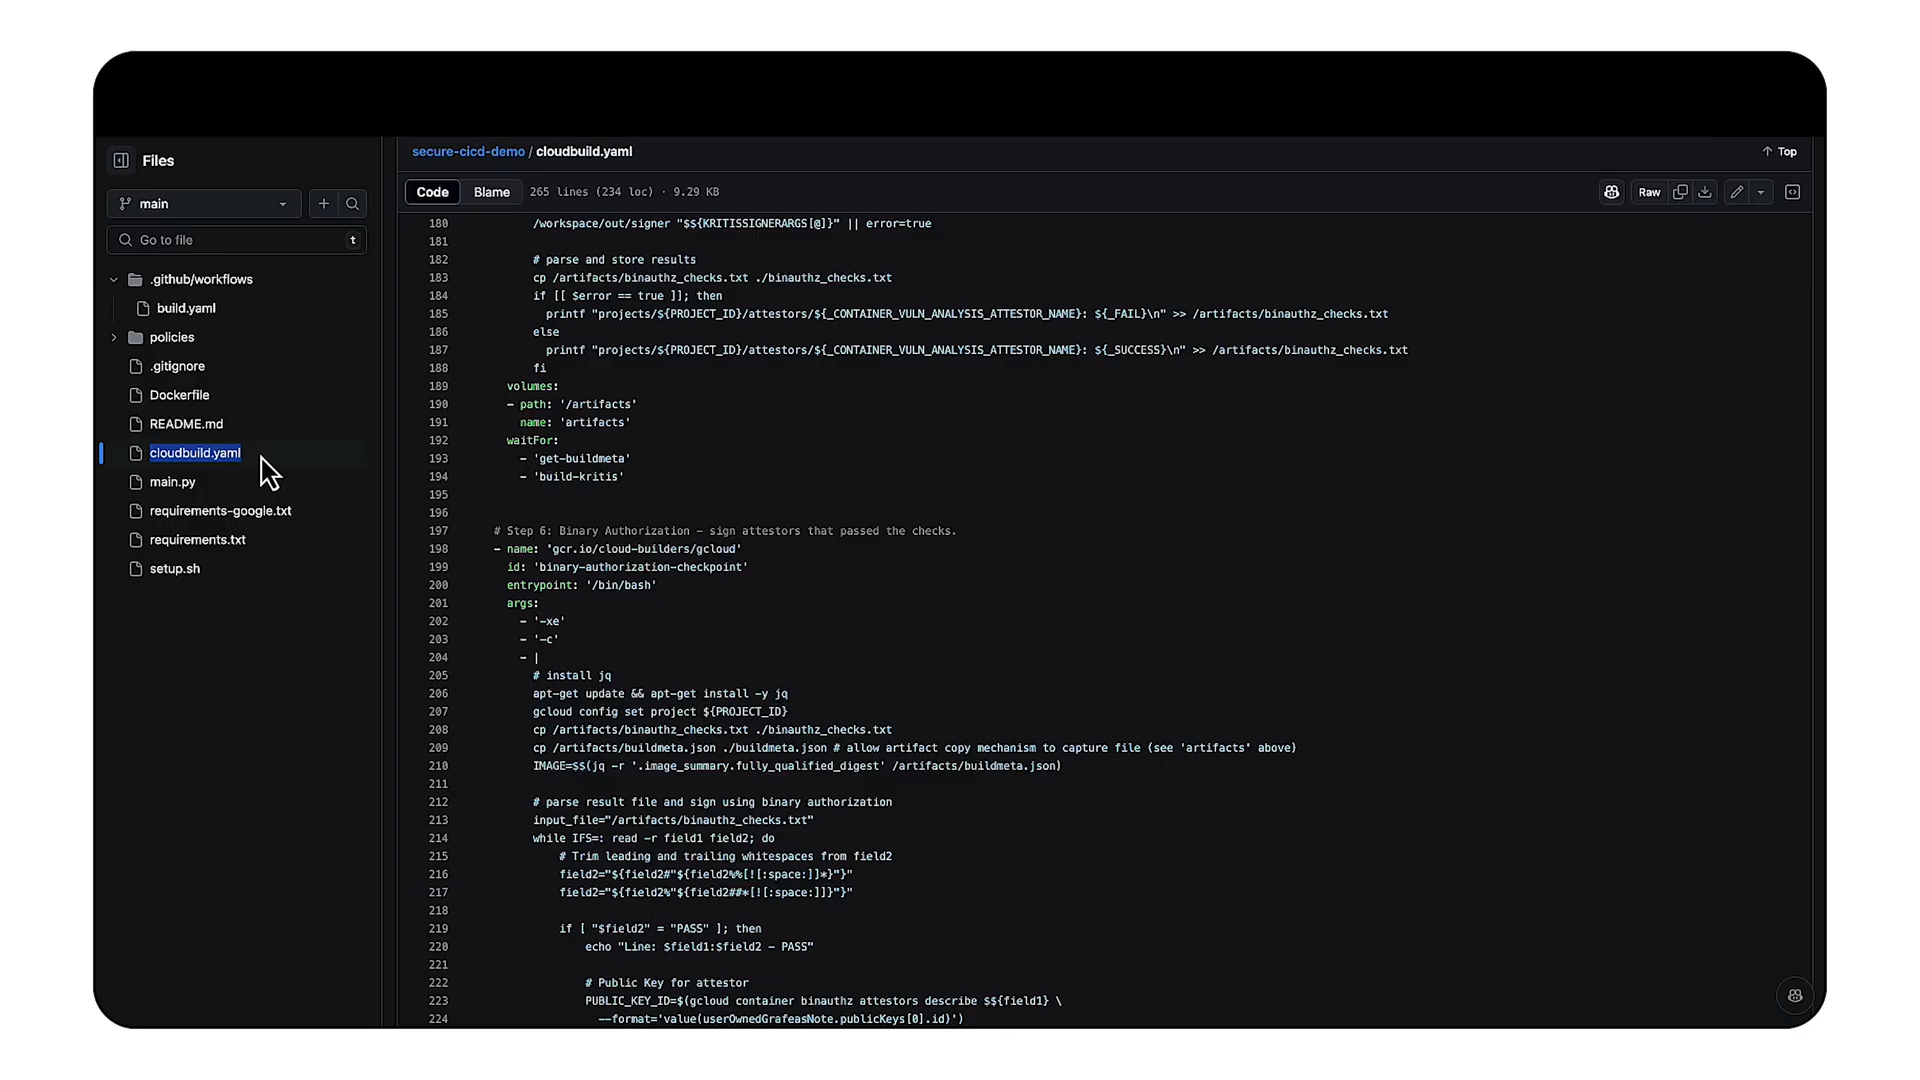 Files
main
Go to file
t
.github/workflows
build.yaml
policies
.gitignore
Dockerfile
README.md
cloudbuild.yaml
main.py
requirements-google.txt
requirements.txt
setup.sh
secure-cicd-demo / cloudbuild.yaml
Top
Code Blame 265 lines (234 loc) · 9.29 KB
Raw
180 /workspace/out/signer "$${KRITISSIGNERARGS[@]}" || error=true
181
182 # parse and store results
183 cp /artifacts/binauthz_checks.txt ./binauthz_checks.txt
184 if [[ $error == true ]]; then
185 printf "projects/${PROJECT_ID}/attestors/${_CONTAINER_VULN_ANALYSIS_ATTESTOR_NAME}: ${_FAIL}\n" >> /artifacts/binauthz_checks.txt
186 else
187 printf "projects/${PROJECT_ID}/attestors/${_CONTAINER_VULN_ANALYSIS_ATTESTOR_NAME}: ${_SUCCESS}\n" >> /artifacts/binauthz_checks.txt
188 fi
189 volumes:
190 - path: '/artifacts'
191 name: 'artifacts'
192 waitFor:
193 - 'get-buildmeta'
194 - 'build-kritis'
195
196
197 # Step 6: Binary Authorization - sign attestors that passed the checks.
198 - name: 'gcr.io/cloud-builders/gcloud'
199 id: 'binary-authorization-checkpoint'
200 entrypoint: '/bin/bash'
201 args:
202 - '-xe'
203 - '-c'
204 - |
205 # install jq
206 apt-get update && apt-get install -y jq
207 gcloud config set project ${PROJECT_ID}
208 cp /artifacts/binauthz_checks.txt ./binauthz_checks.txt
209 cp /artifacts/buildmeta.json ./buildmeta.json # allow artifact copy mechanism to capture file (see 'artifacts' above)
210 IMAGE=$$(jq -r '.image_summary.fully_qualified_digest' /artifacts/buildmeta.json)
211
212 # parse result file and sign using binary authorization
213 input_file="/artifacts/binauthz_checks.txt"
214 while IFS=: read -r field1 field2; do
215 # Trim leading and trailing whitespaces from field2
216 field2="${field2#"${field2%%[![:space:]]*}"}"
217 field2="${field2%"${field2##*[![:space:]]}"}"
218
219 if [ "$field2" = "PASS" ]; then
220 echo "Line: $field1:$field2 - PASS"
221
222 # Public Key for attestor
223 PUBLIC_KEY_ID=$(gcloud container binauthz attestors describe $${field1} \
224 --format='value(userOwnedGrafeasNote.publicKeys[0].id)')